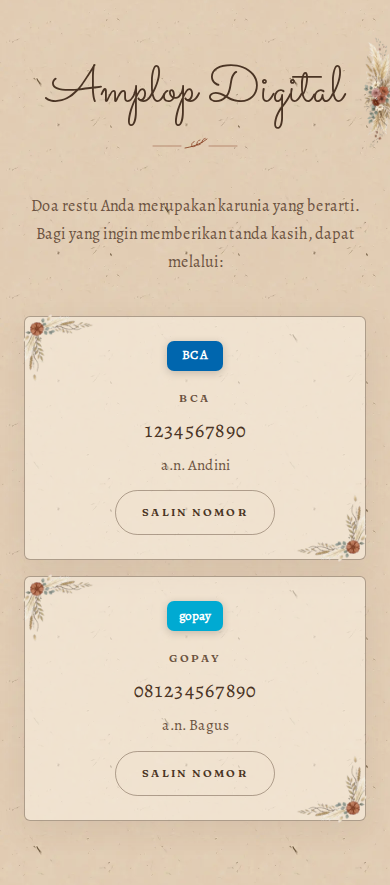 Amplop Digital
Doa restu Anda merupakan karunia yang berarti.
Bagi yang ingin memberikan tanda kasih, dapat
melalui:
BCA
BCA
1234567890
a.n. Andini
SALIN NOMOR
gopay
GOPAY
081234567890
a.n. Bagus
SALIN NOMOR